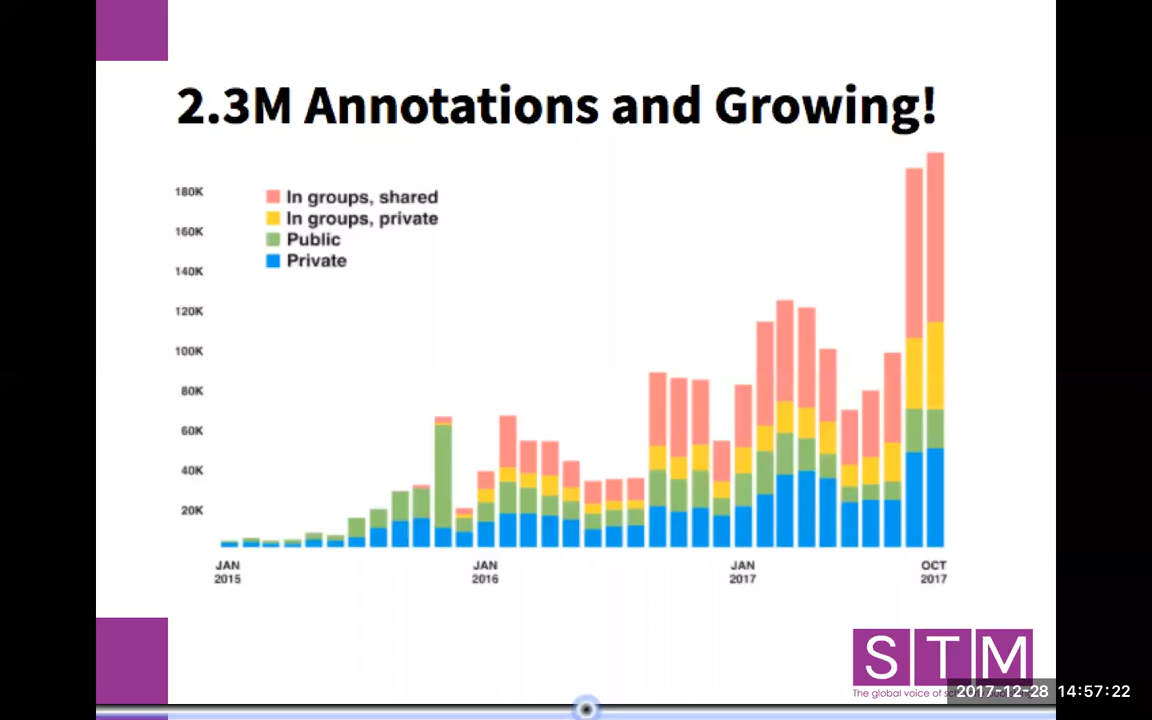 2.3M Annotations and Growing!
180K
160K
140K
120K
100K
80K
60K
40K
20K
In groups, shared
In groups, private
Public
Private
JAN
2015
JAN
2016
JAN
2017
OCT
2017
STM
The global voice of
2017-12-28 14:57:22